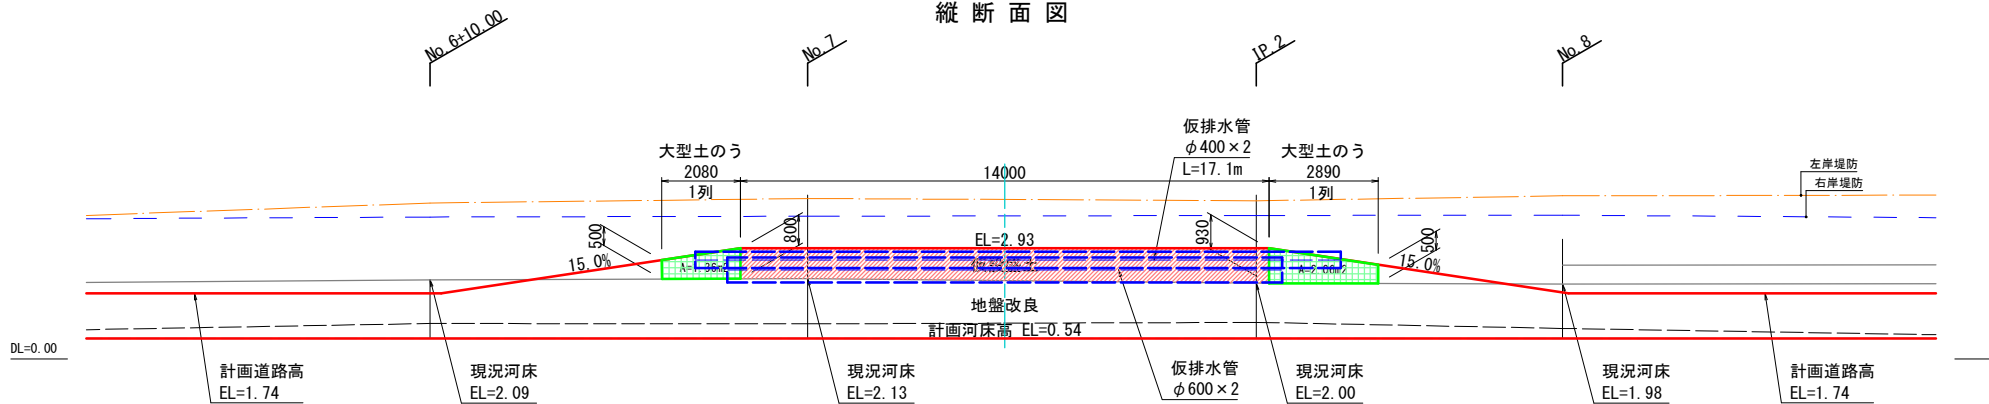 縦断面図
No.6+10.00
No.7
IP.2
No.8
仮排水管
φ400×2
L=17.1m
大型土のう
2080
1列
14000
大型土のう
2890
1列
左岸堤防
右岸堤防
500
15.0%
800
EL=2.93
930
500
15.0%
地盤改良
計画河床高 EL=0.54
DL=0.00
計画道路高
EL=1.74
現況河床
EL=2.09
現況河床
EL=2.13
仮排水管
φ600×2
現況河床
EL=2.00
現況河床
EL=1.98
計画道路高
EL=1.74